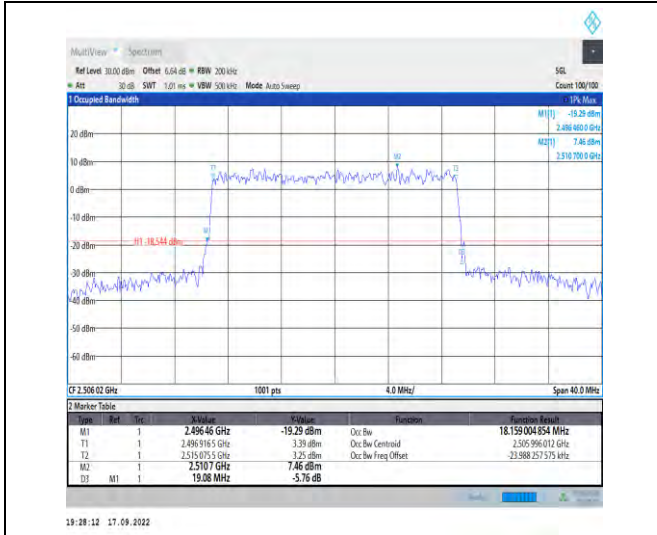 MultiView Spectrum
Ref Level 30.00 dBm Offset 6.64 dB RBW 200 kHz SGL
Att 30 dB SWT 1.01 ms VBW 500 kHz Mode Auto Sweep Count 100/100
1 Occupied Bandwidth 1Pk Max
M1[1] -19.29 dBm
2.496 460 0 GHz
M2[1] 7.46 dBm
2.510 700 0 GHz
20 dBm
10 dBm
0 dBm
-10 dBm
-20 dBm
-30 dBm
-40 dBm
-50 dBm
-60 dBm
T1
M2
T2
M1
H1 -18.544 dBm
CF 2.506 02 GHz 1001 pts 4.0 MHz/ Span 40.0 MHz
2 Marker Table
Type Ref Trc X-Value Y-Value Function Function Result
M1 1 2.496 46 GHz -19.29 dBm Occ Bw 18.159 004 854 MHz
T1 1 2.496 916 5 GHz 3.39 dBm Occ Bw Centroid 2.505 996 012 GHz
T2 1 2.515 075 5 GHz 3.25 dBm Occ Bw Freq Offset -23.988 257 575 kHz
M2 1 2.510 7 GHz 7.46 dBm
D3 M1 1 19.08 MHz -5.76 dB
19:28:12 17.09.2022